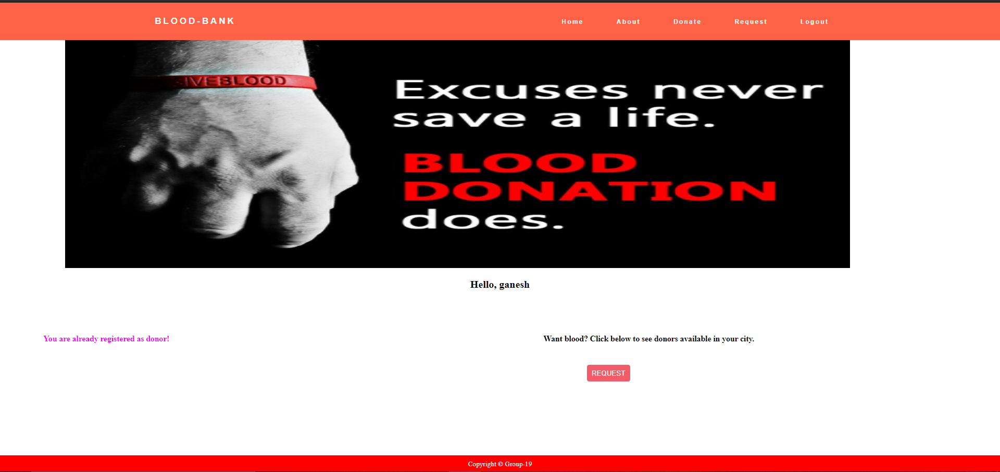 BLOOD-BANK
Home About Donate Request Logout
IVEBLOOD
Excuses never
save a life.
BLOOD
DONATION
does.
Hello, ganesh
You are already registered as donor!
Want blood? Click below to see donors available in your city.
REQUEST
Copyright © Group-19